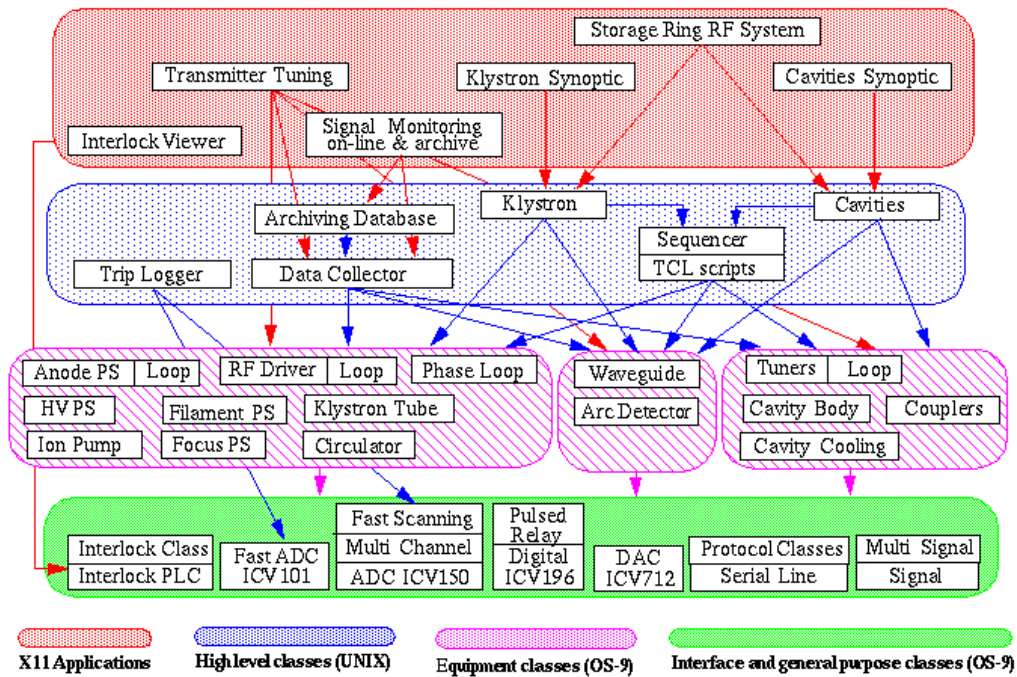 Storage Ring RF System
Transmitter Tuning
Klystron Synoptic
Cavities Synoptic
Signal Monitoring
on-line & archive
Interlock Viewer
Klystron
Cavities
Archiving Database
Sequencer
TCL scripts
Trip Logger
Data Collector
Anode PS
Loop
RF Driver
Loop
Phase Loop
Waveguide
Tuners
Loop
HV PS
Filament PS
Klystron Tube
Arc Detector
Cavity Body
Couplers
Ion Pump
Focus PS
Circulator
Cavity Cooling
Interlock Class
Interlock PLC
Fast ADC
ICV101
Fast Scanning
Multi Channel
ADC ICV150
Pulsed
Relay
Digital
ICV196
DAC
ICV712
Protocol Classes
Serial Line
Multi Signal
Signal
X11 Applications
High level classes (UNIX)
Equipment classes (OS-9)
Interface and general purpose classes (OS-9)